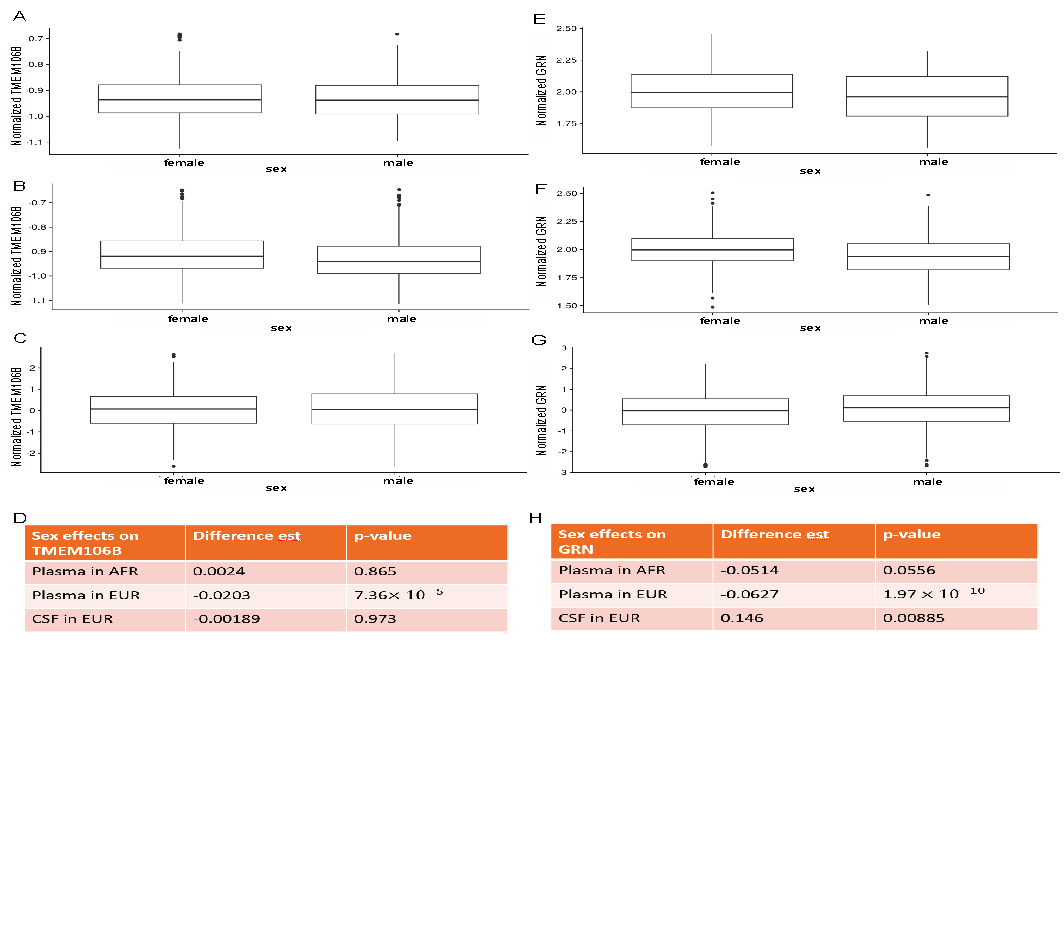 A
Normalized TMEM106B
-0.7
-0.8
-0.9
-1.0
-1.1
female
male
sex
B
Normalized TMEM106B
-0.7
-0.8
-0.9
-1.0
-1.1
female
male
sex
C
Normalized TMEM106B
2
1
0
-1
-2
female
male
sex
D
Sex effects on TMEM106B Difference est p-value
Plasma in AFR 0.0024 0.865
Plasma in EUR -0.0203 7.36× 10 −5
CSF in EUR -0.00189 0.973
E
Normalized GRN
2.50
2.25
2.00
1.75
female
male
sex
F
Normalized GRN
2.50
2.25
2.00
1.75
1.50
female
male
sex
G
Normalized GRN
3
2
1
0
-1
-2
-3
female
male
sex
H
Sex effects on GRN Difference est p-value
Plasma in AFR -0.0514 0.0556
Plasma in EUR -0.0627 1.97 × 10 −10
CSF in EUR 0.146 0.00885